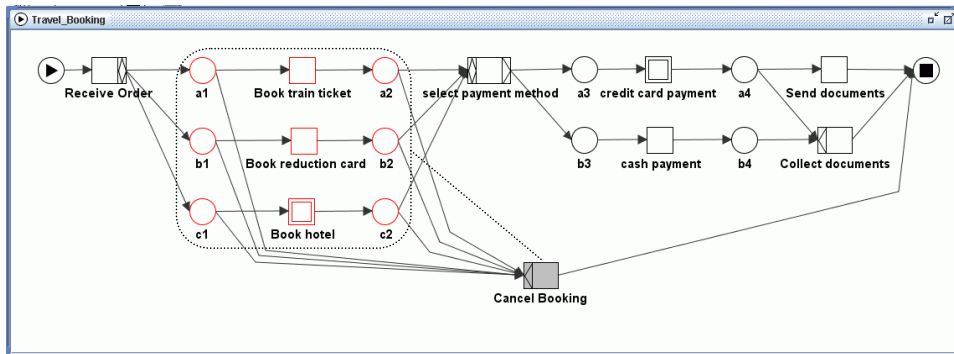 Travel_Booking
Receive Order
a1
Book train ticket
a2
select payment method
a3
credit card payment
a4
Send documents
b1
Book reduction card
b2
b3
cash payment
b4
Collect documents
c1
Book hotel
c2
Cancel Booking